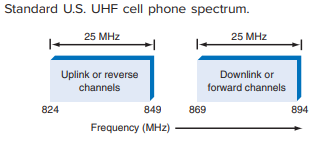 Standard U.S. UHF cell phone spectrum.
25 MHz 25 MHz
Uplink or reverse channels
Downlink or forward channels
824 849 869 894
Frequency (MHz)